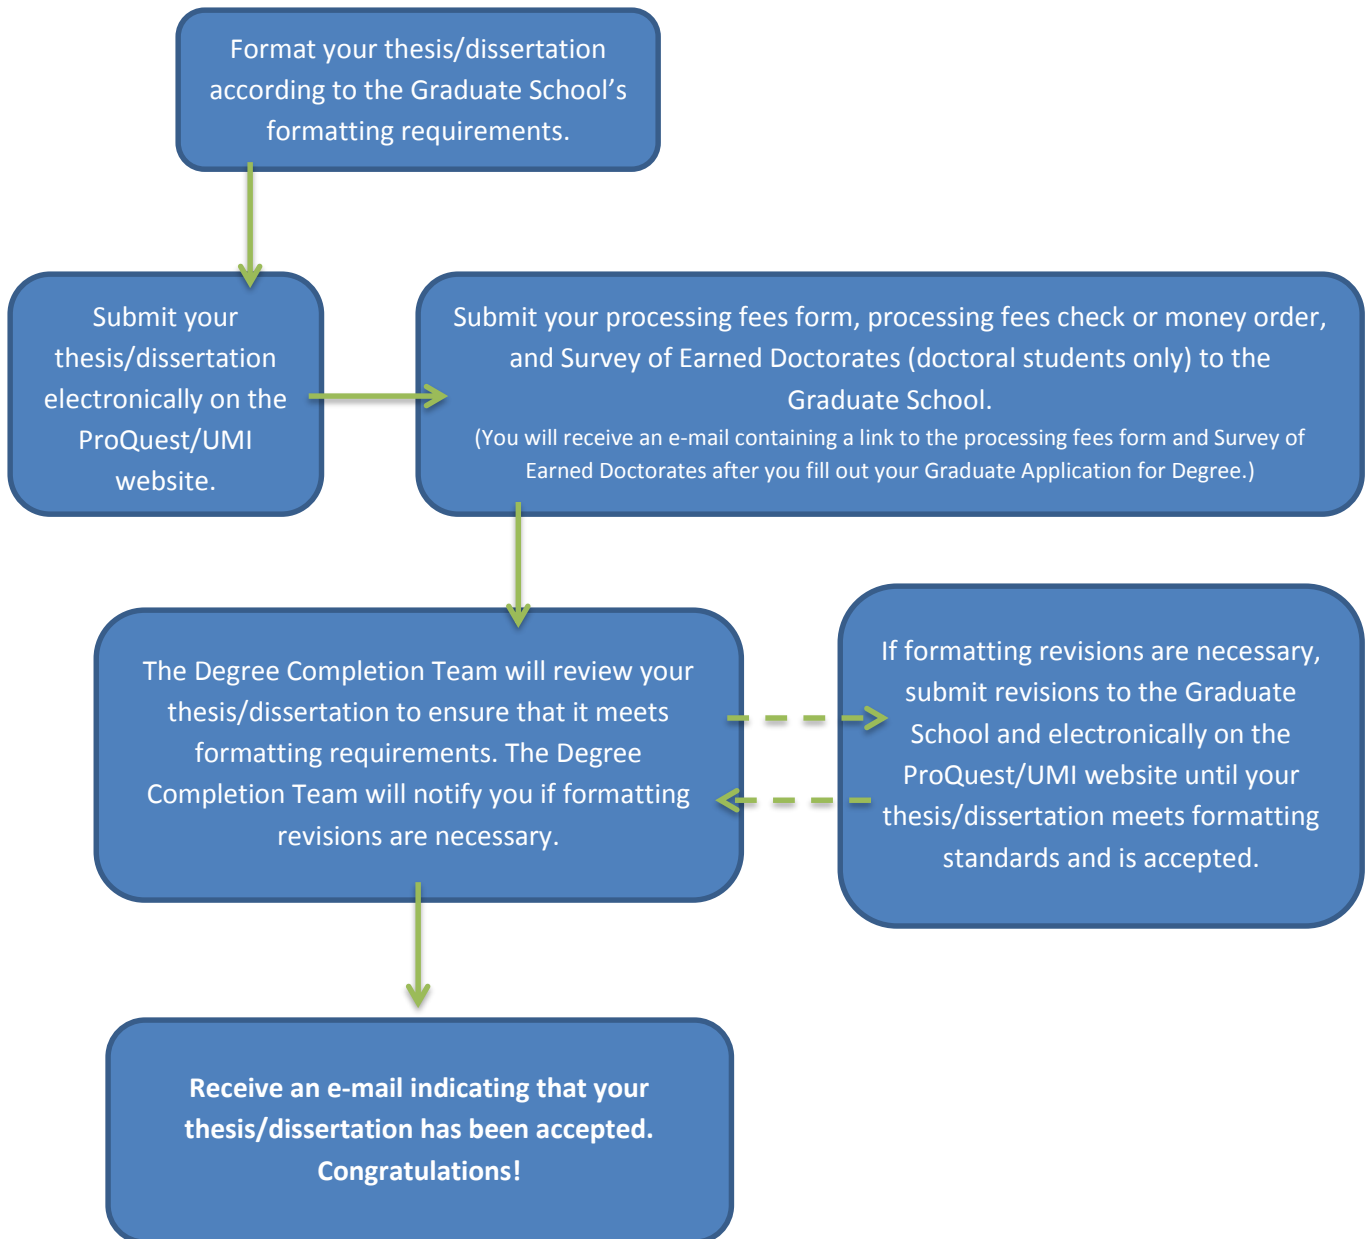 Format your thesis/dissertation
according to the Graduate School’s
formatting requirements.
Submit your
thesis/dissertation
electronically on the
ProQuest/UMI
website.
Submit your processing fees form, processing fees check or money order,
and Survey of Earned Doctorates (doctoral students only) to the
Graduate School.
(You will receive an e-mail containing a link to the processing fees form and Survey of
Earned Doctorates after you fill out your Graduate Application for Degree.)
The Degree Completion Team will review your
thesis/dissertation to ensure that it meets
formatting requirements. The Degree
Completion Team will notify you if formatting
revisions are necessary.
If formatting revisions are necessary,
submit revisions to the Graduate
School and electronically on the
ProQuest/UMI website until your
thesis/dissertation meets formatting
standards and is accepted.
Receive an e-mail indicating that your
thesis/dissertation has been accepted.
Congratulations!